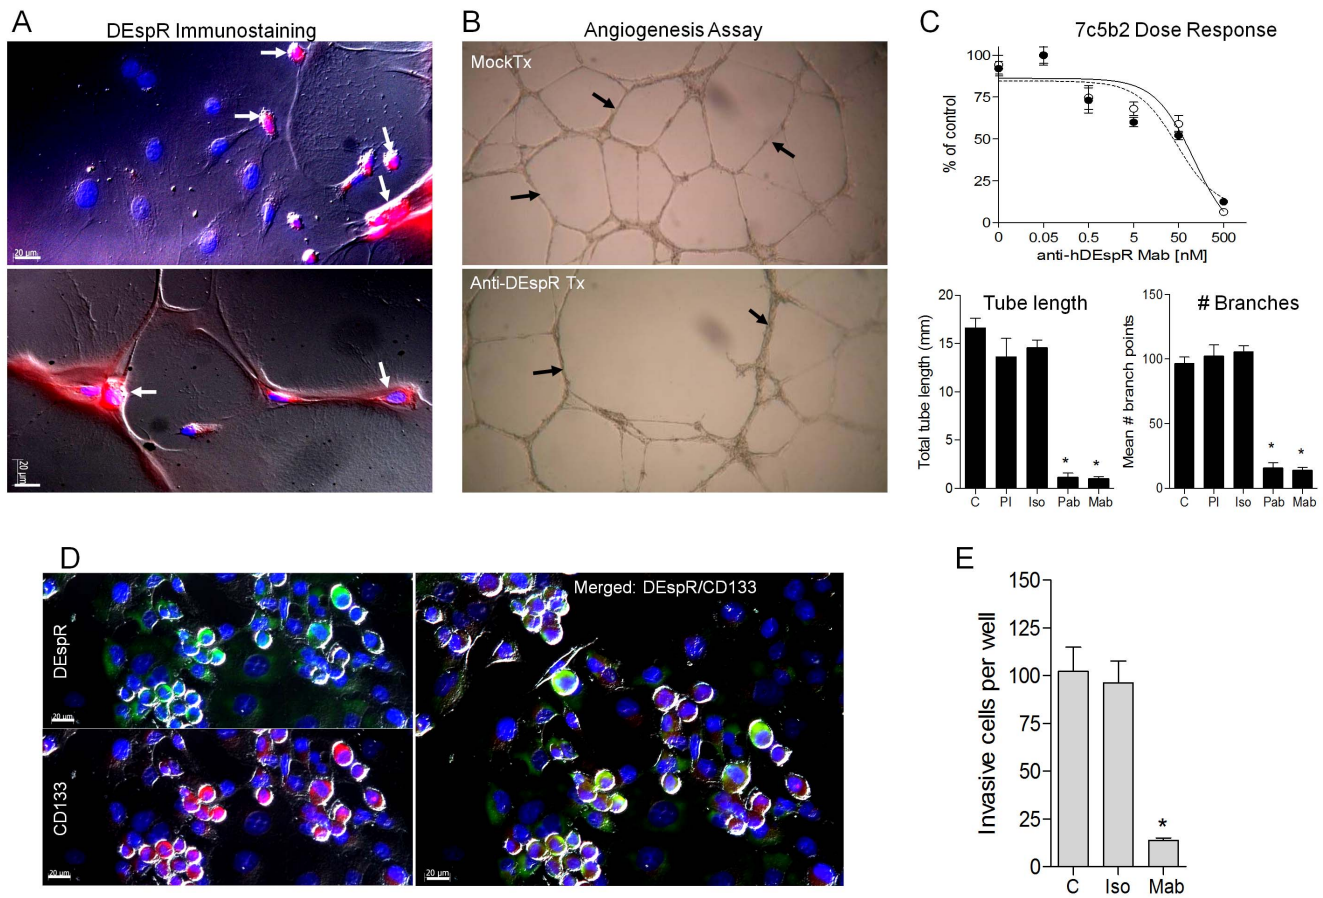 A
DEspR Immunostaining
20 µm
20 µm
B
Angiogenesis Assay
MockTx
Anti-DEspR Tx
C
7c5b2 Dose Response
% of control
100
75
50
25
0
0 0.05 0.5 5 50 500
anti-hDEspR Mab [nM]
Tube length
Total tube length (mm)
20
15
10
5
0
* *
C PI Iso Pab Mab
# Branches
Mean # branch points
150
100
50
0
* *
C PI Iso Pab Mab
D
DEspR
20 µm
CD133
20 µm
Merged: DEspR/CD133
20 µm
E
Invasive cells per well
150
125
100
75
50
25
0
*
C Iso Mab